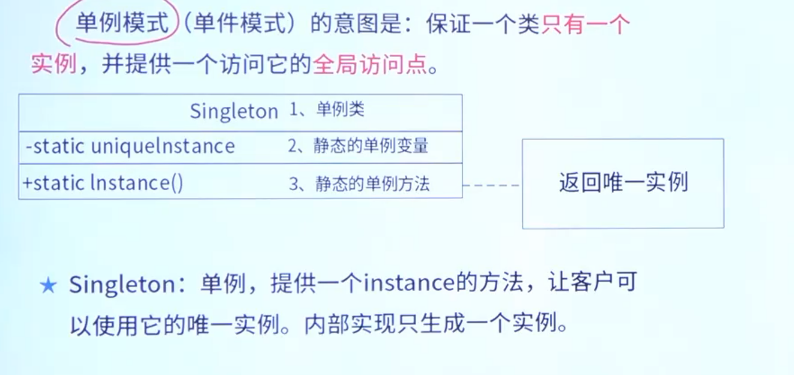 单例模式（单件模式）的意图是：保证一个类只有一个
实例，并提供一个访问它的全局访问点。
Singleton 1、单例类
-static uniquelnstance 2、静态的单例变量
+static lnstance() 3、静态的单例方法
返回唯一实例
★ Singleton：单例，提供一个instance的方法，让客户可
以使用它的唯一实例。内部实现只生成一个实例。